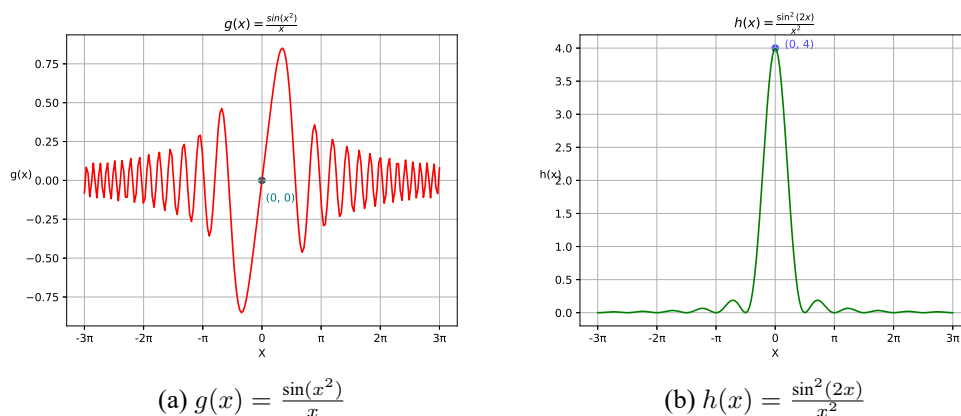 g(x) = sin(x²)/x
0.75
0.50
0.25
0.00
−0.25
−0.50
−0.75
g(x)
(0, 0)
-3π -2π -π 0 π 2π 3π
X
(a) g(x) = sin(x²)/x
h(x) = sin²(2x)/x²
4.0
3.5
3.0
2.5
2.0
1.5
1.0
0.5
0.0
h(x)
(0, 4)
-3π -2π -π 0 π 2π 3π
X
(b) h(x) = sin²(2x)/x²